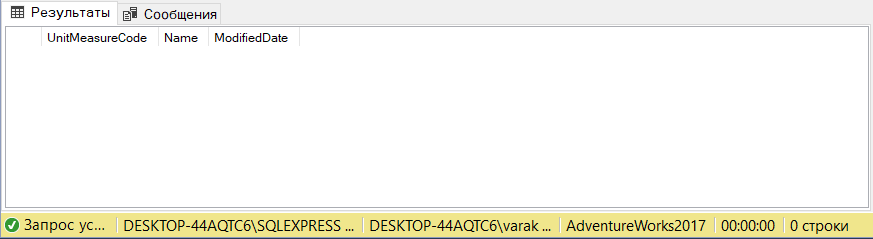 Результаты Сообщения
UnitMeasureCode Name ModifiedDate
Запрос ус... DESKTOP-44AQTC6\SQLEXPRESS ... DESKTOP-44AQTC6\varak ... AdventureWorks2017 00:00:00 0 строки